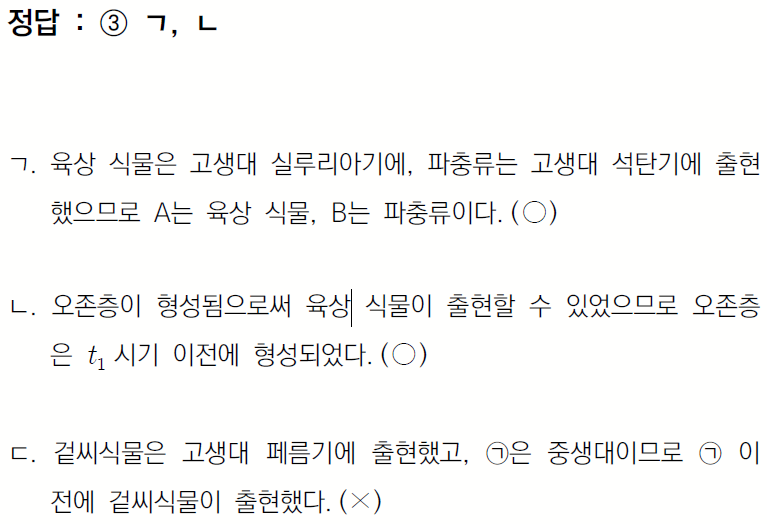 정답 : ③ ㄱ, ㄴ
ㄱ. 육상 식물은 고생대 실루리아기에, 파충류는 고생대 석탄기에 출현
했으므로 A는 육상 식물, B는 파충류이다. (○)
ㄴ. 오존층이 형성됨으로써 육상 식물이 출현할 수 있었으므로 오존층
은 t₁ 시기 이전에 형성되었다. (○)
ㄷ. 겉씨식물은 고생대 페름기에 출현했고, ㉠은 중생대이므로 ㉠ 이
전에 겉씨식물이 출현했다. (×)